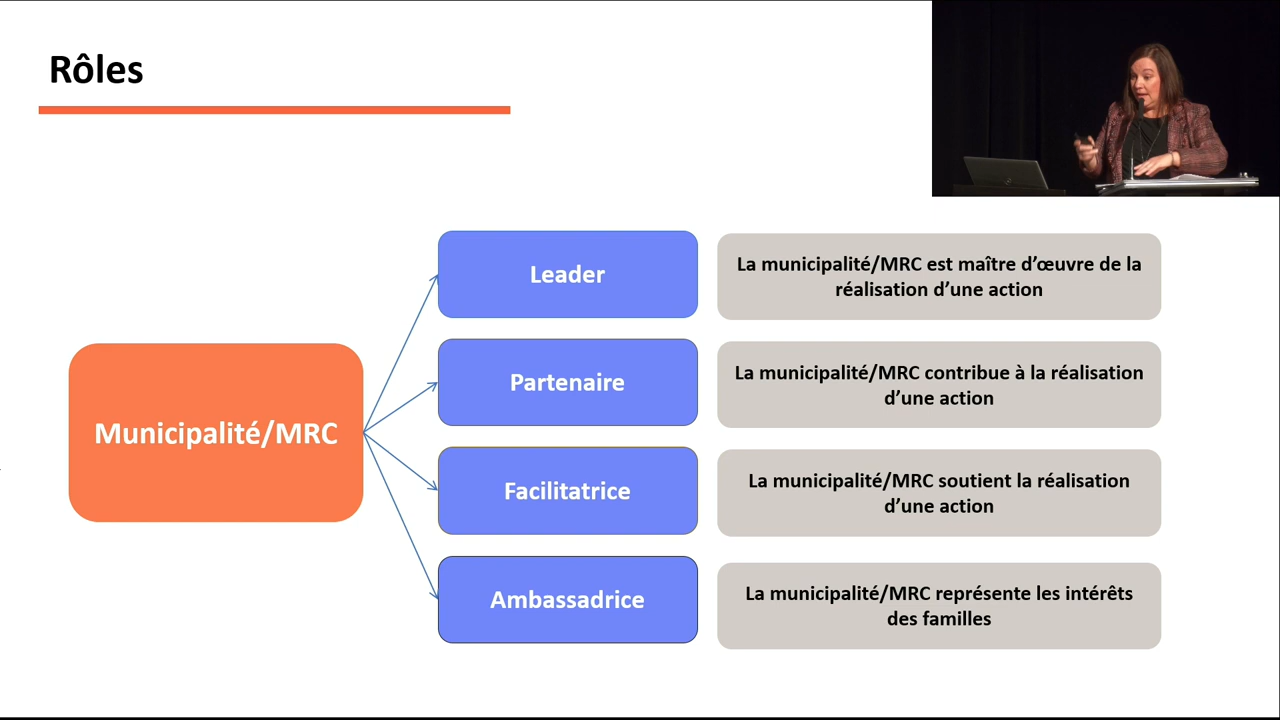 Rôles
Municipalité/MRC
Leader
La municipalité/MRC est maître d’œuvre de la
réalisation d’une action
Partenaire
La municipalité/MRC contribue à la réalisation
d’une action
Facilitatrice
La municipalité/MRC soutient la réalisation
d’une action
Ambassadrice
La municipalité/MRC représente les intérêts
des familles